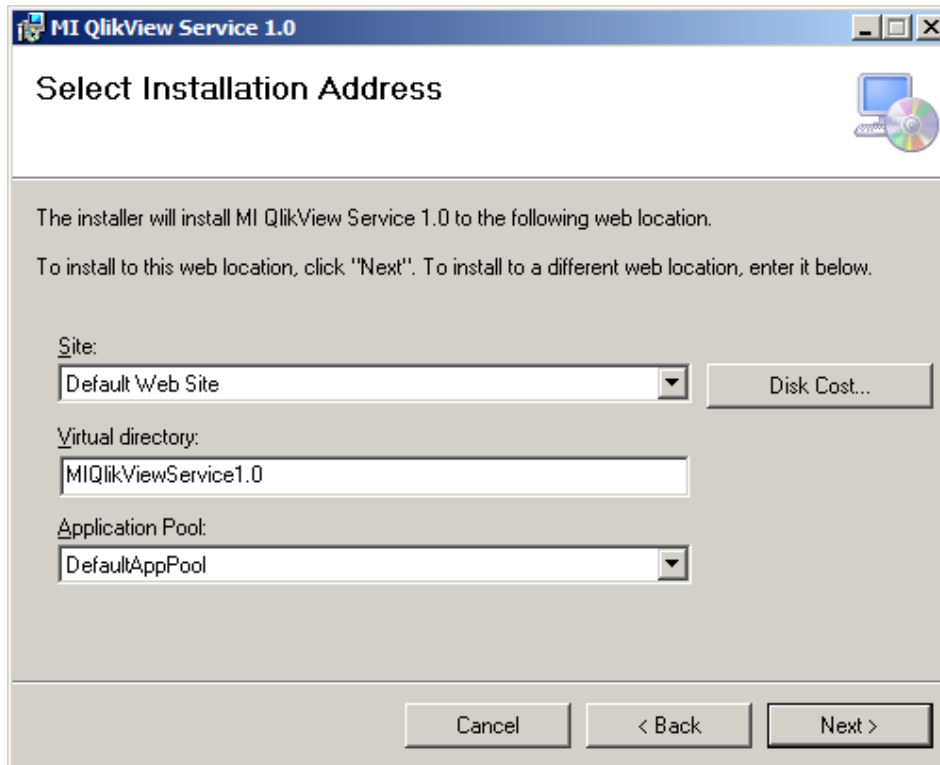 MI QlikView Service 1.0
Select Installation Address
The installer will install MI QlikView Service 1.0 to the following web location.
To install to this web location, click "Next". To install to a different web location, enter it below.
Site:
Default Web Site
Disk Cost...
Virtual directory:
MIQlikViewService1.0
Application Pool:
DefaultAppPool
Cancel
< Back
Next >